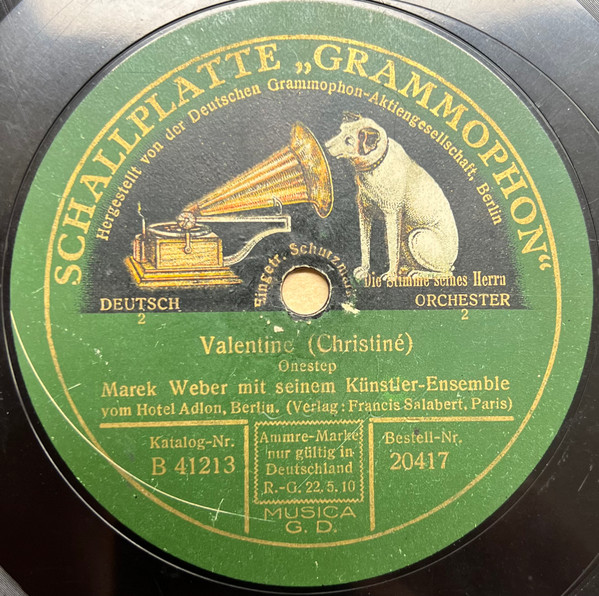 SCHALLPLATTE „GRAMMOPHON“
Hergestellt von der Deutschen Grammophon-Aktiengesellschaft, Berlin
Eingetr. Schutzmarke
Die Stimme seines Herrn
DEUTSCH
2
ORCHESTER
2
Valentine (Christiné)
Onestep
Marek Weber mit seinem Künstler-Ensemble
vom Hotel Adlon, Berlin. (Verlag: Francis Salabert, Paris)
Katalog-Nr.
B 41213
Ammre-Marke
nur gültig in
Deutschland
R.-G. 22. 5. 10
Bestell-Nr.
20417
MUSICA
G. D.